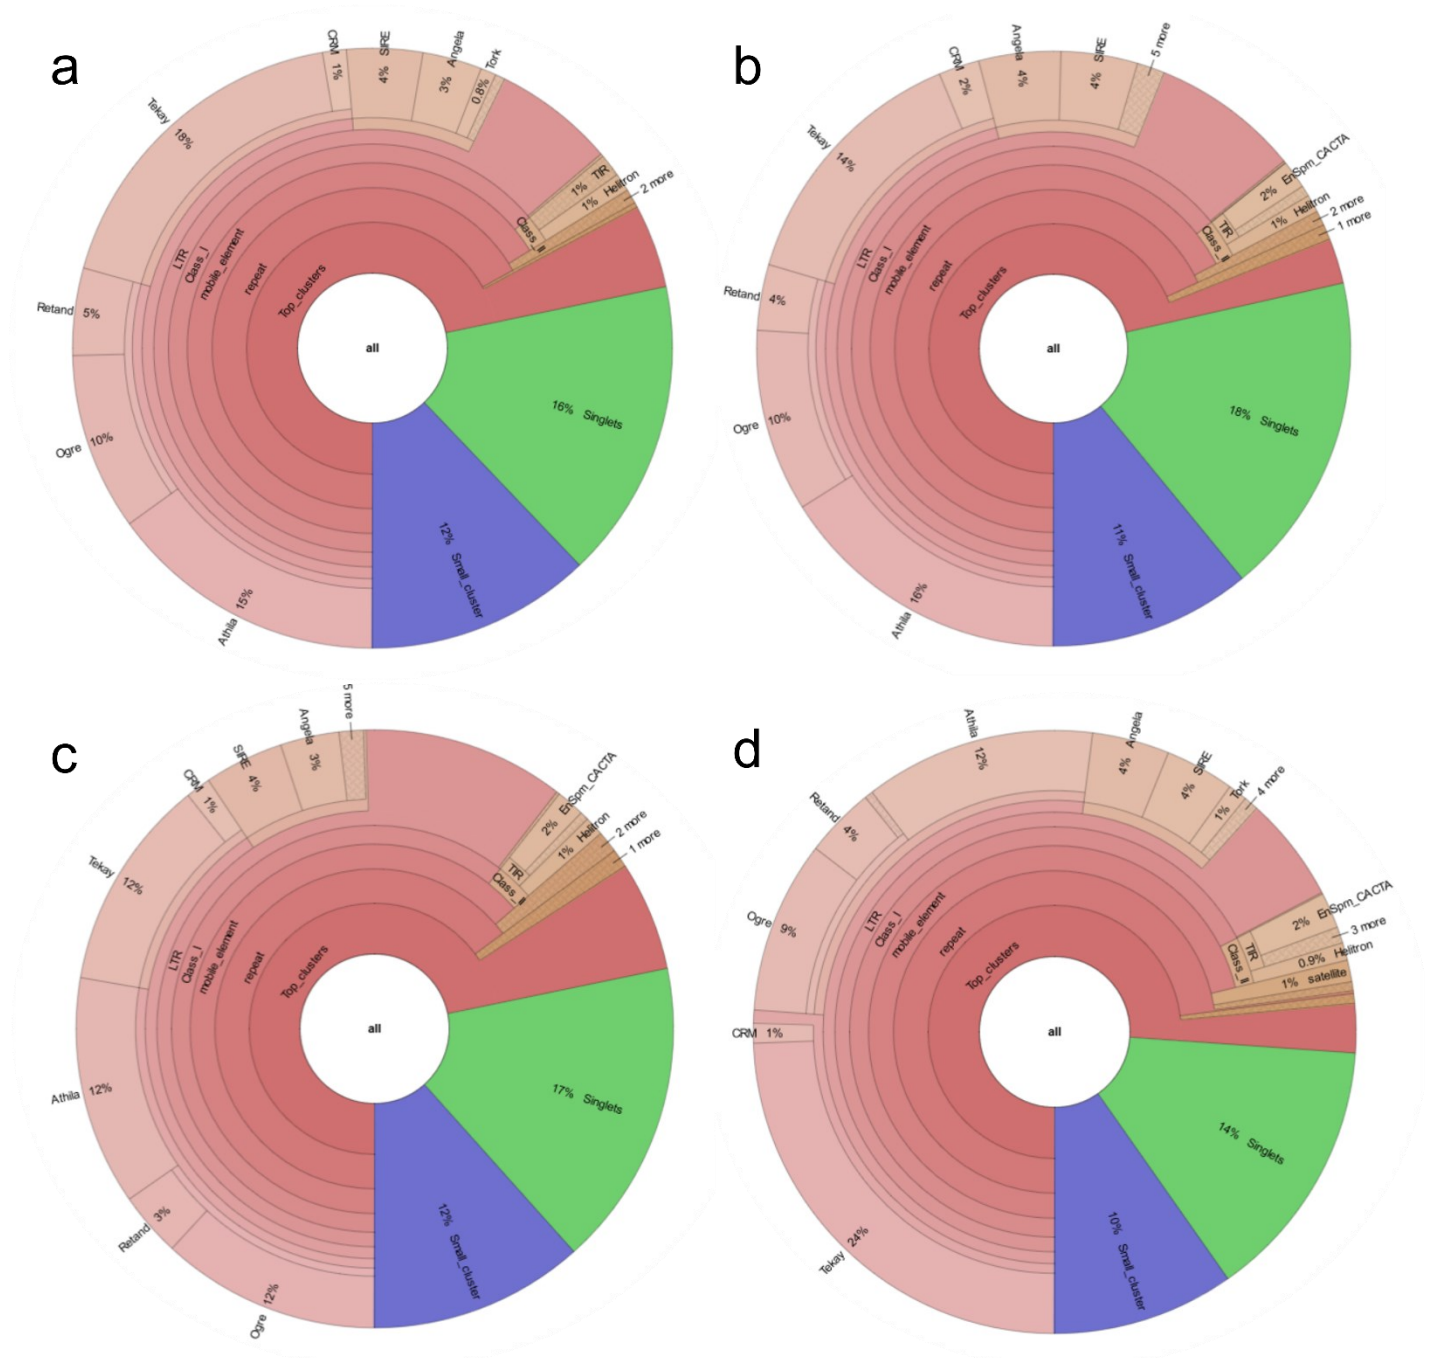 a
CRM 1%
SIRE 4%
Angela 3%
Tork 0.8%
Tekay 18%
Retand 5%
Ogre 10%
Athila 15%
1% TIR
1% Helitron
2 more
Class_II
LTR
Class_I
mobile_element
repeat
Top_clusters
all
16% Singlets
12% Small_cluster
b
CRM 2%
Angela 4%
SIRE 4%
5 more
Tekay 14%
Retand 4%
Ogre 10%
Athila 16%
2% EnSpm_CACTA
1% Helitron
2 more
1 more
TIR
Class_II
LTR
Class_I
mobile_element
repeat
Top_clusters
all
18% Singlets
11% Small_cluster
c
CRM 1%
SIRE 4%
Angela 3%
5 more
Tekay 12%
Athila 12%
Retand 3%
Ogre 12%
2% EnSpm_CACTA
1% Helitron
2 more
1 more
TIR
Class_II
LTR
Class_I
mobile_element
repeat
Top_clusters
all
17% Singlets
12% Small_cluster
d
Athila 12%
4% Angela
4% SIRE
1% Tork
4 more
Retand 4%
Ogre 9%
CRM 1%
Tekay 24%
2% EnSpm_CACTA
3 more
0.9% Helitron
1% satellite
TIR
Class_II
LTR
Class_I
mobile_element
repeat
Top_clusters
all
14% Singlets
10% Small_cluster